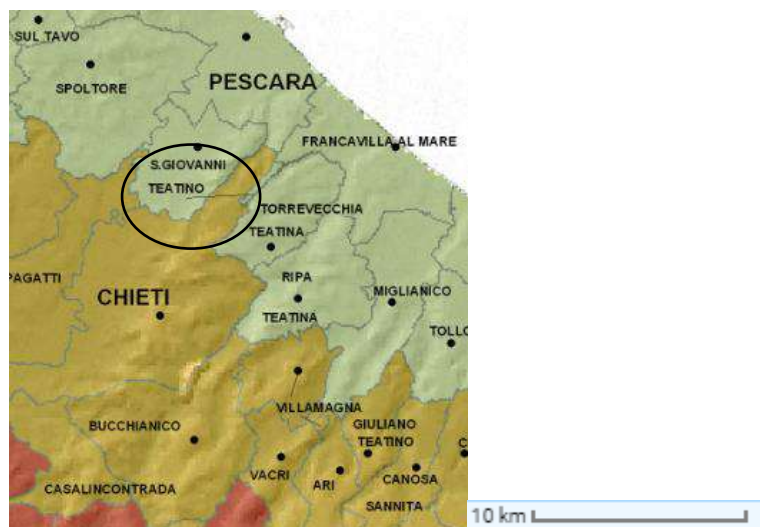 SUL TAVO
SPOLTORE
PESCARA
FRANCAVILLA AL MARE
S.GIOVANNI
TEATINO
TORREVECCHIA
TEATINA
PAGATTI
CHIETI
RIPA
TEATINA
MIGLIANICO
TOLLO
VILLAMAGNA
BUCCHIANICO
GIULIANO
TEATINO
VACRI
ARI
CANOSA
SANNITA
C
CASALINCONTRADA
10 km